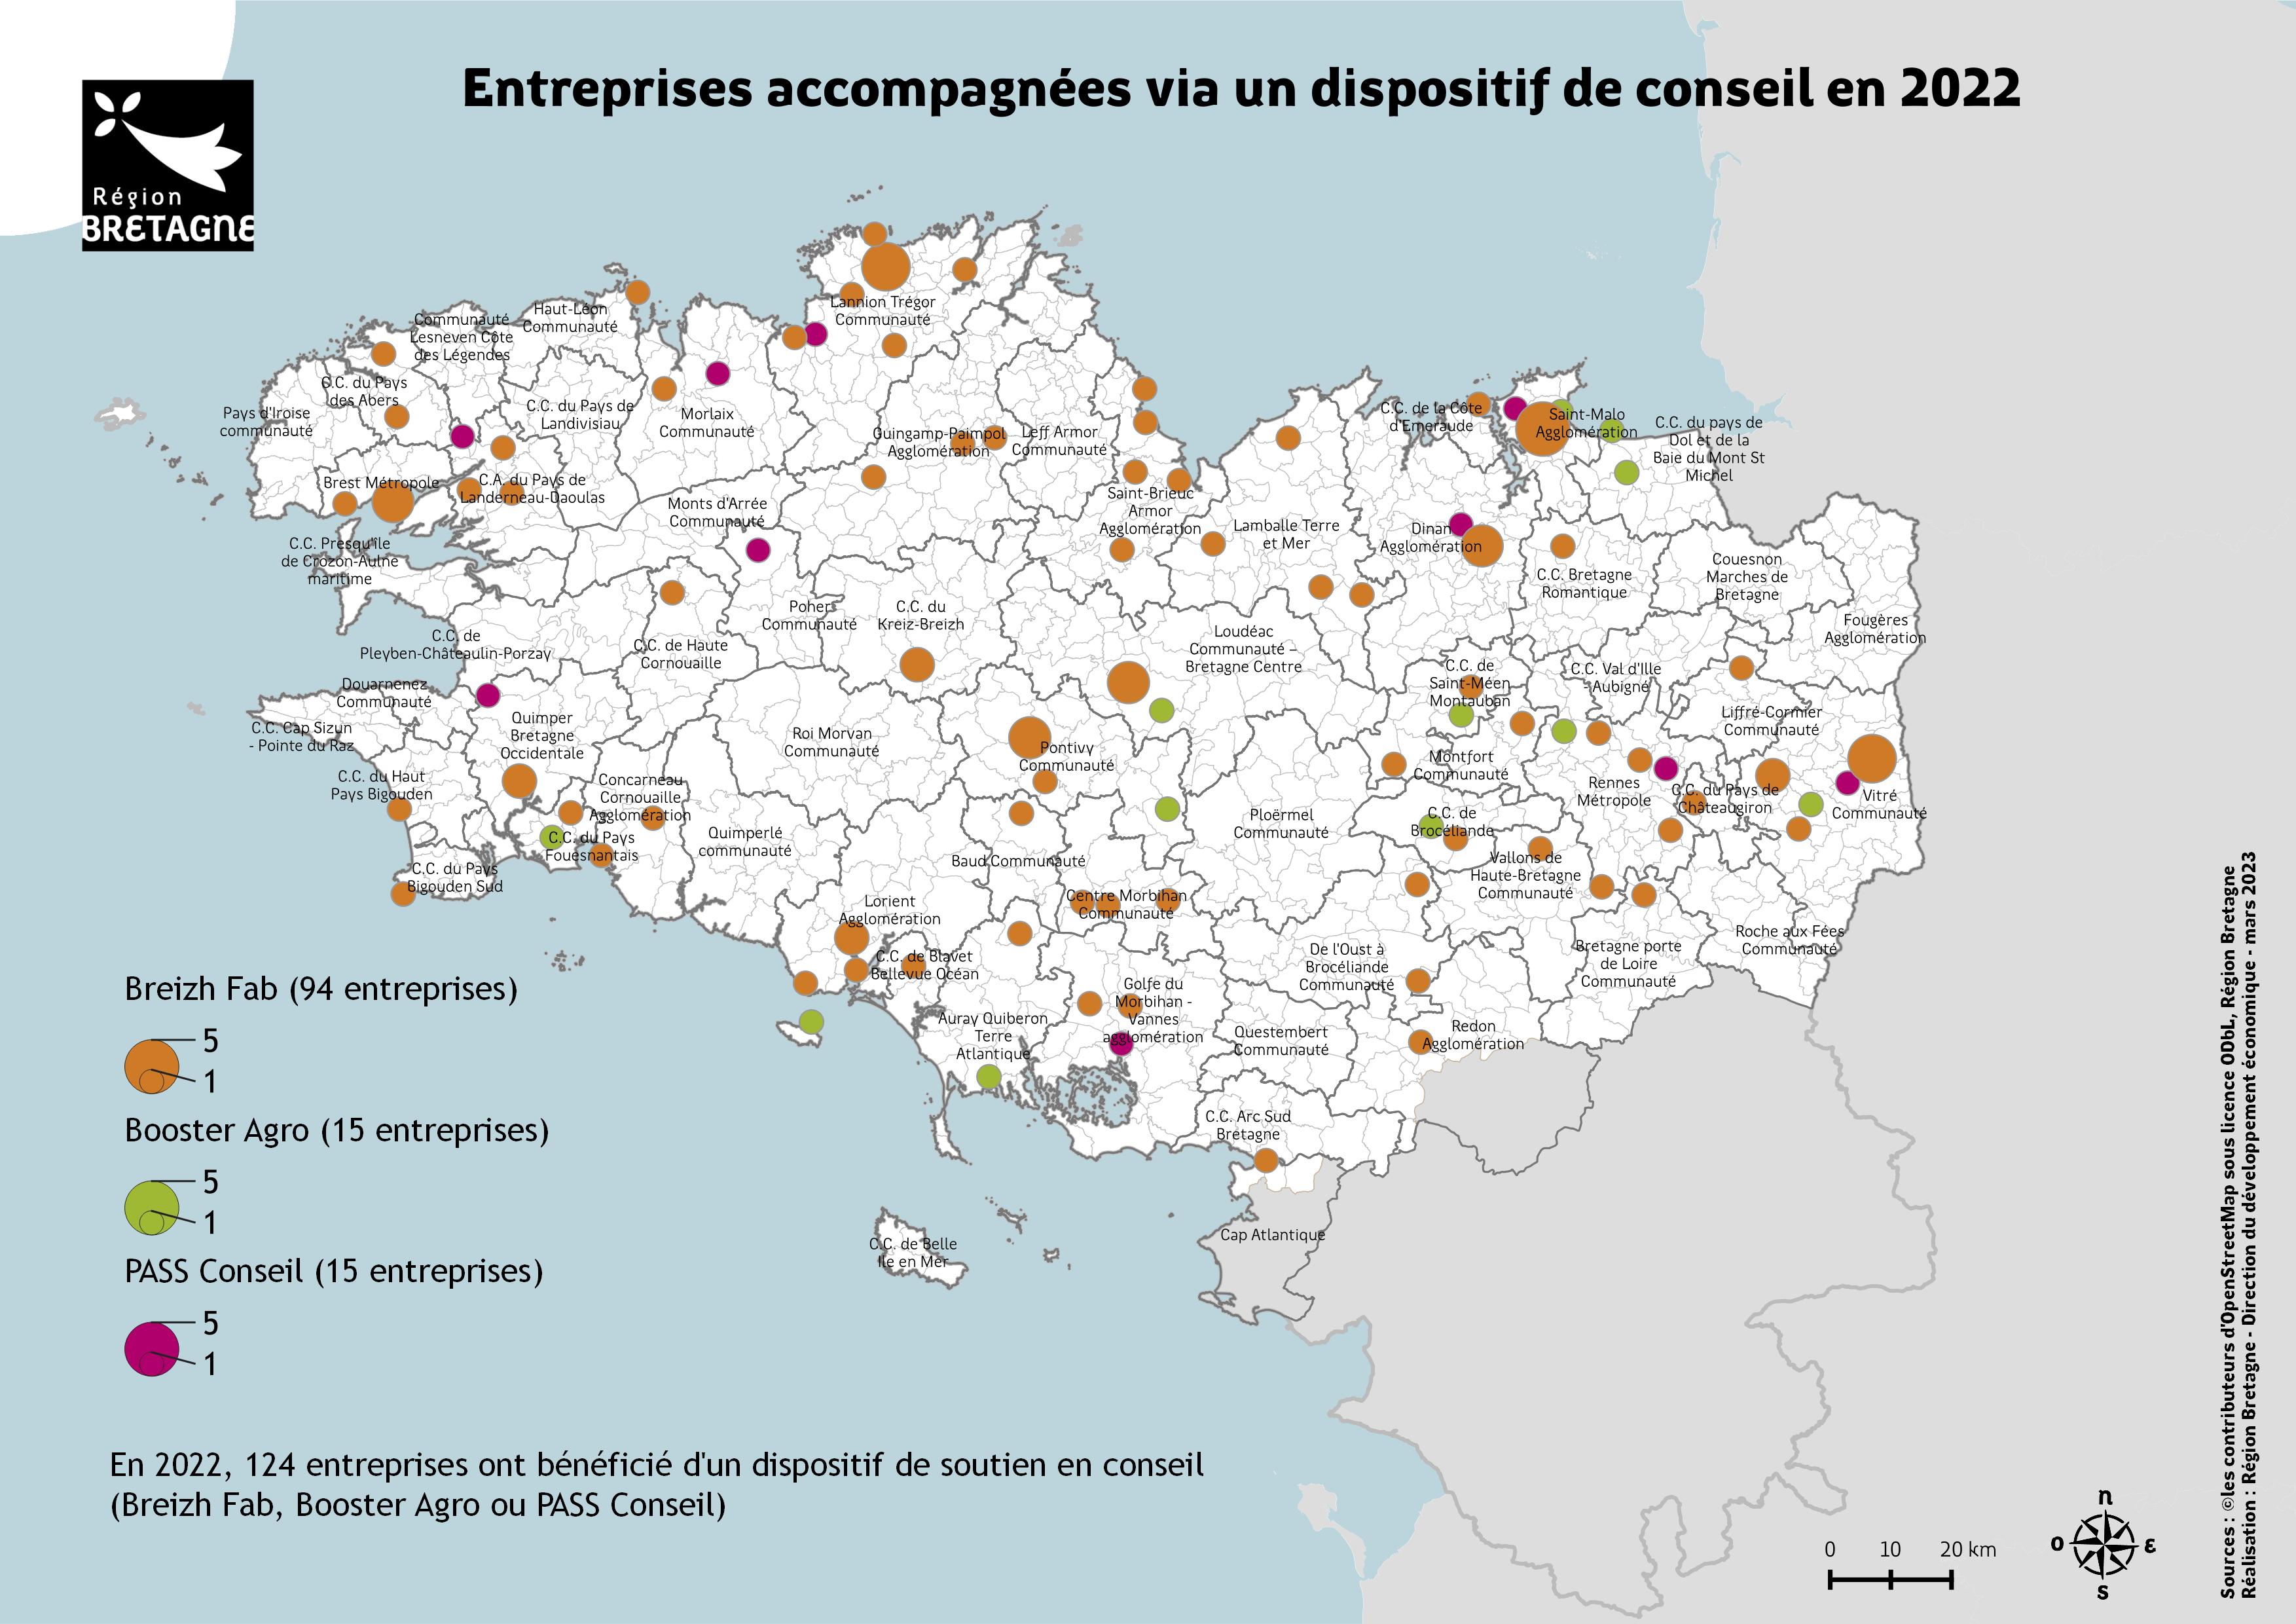 Entreprises accompagnées via un dispositif de conseil en 2022
Région
BRETAGNE
Lannion Trégor
Communauté
Haut-Léon
Communauté
Communauté
Lesneven Côte
des Légendes
C.C. du Pays
des Abers
Pays d'Iroise
communauté
C.C. du Pays de
Landivisiau
Morlaix
Communauté
Guingamp-Paimpol
Agglomération
Leff Armor
Communauté
C.C. de la Côte
d'Emeraude
Saint-Malo
Agglomération
C.C. du pays de
Dol et de la
Baie du Mont St
Michel
Brest Métropole
C.A. du Pays de
Landerneau-Daoulas
Monts d'Arrée
Communauté
Saint-Brieuc
Armor
Agglomération
Lamballe Terre
et Mer
Dinan
Agglomération
C.C. Presqu'île
de Crozon-Aulne
maritime
C.C. Bretagne
Romantique
Couesnon
Marches de
Bretagne
Poher
Communauté
C.C. du
Kreiz-Breizh
Fougères
Agglomération
C.C. de
Pleyben-Châteaulin-Porzay
C.C. de Haute
Cornouaille
Loudéac
Communauté –
Bretagne Centre
C.C. de
Saint-Méen
Montauban
C.C. Val d'Ille
- Aubigné
Douarnenez
Communauté
C.C. Cap Sizun
- Pointe du Raz
Quimper
Bretagne
Occidentale
Roi Morvan
Communauté
Pontivy
Communauté
Liffré-Cormier
Communauté
Montfort
Communauté
C.C. du Haut
Pays Bigouden
Concarneau
Cornouaille
Agglomération
Rennes
Métropole
C.C. du Pays de
Châteaugiron
Vitré
Communauté
Ploërmel
Communauté
C.C. de
Brocéliande
C.C. du Pays
Fouesnantais
Quimperlé
communauté
Baud Communauté
Vallons de
Haute-Bretagne
Communauté
C.C. du Pays
Bigouden Sud
Centre Morbihan
Communauté
Lorient
Agglomération
Roche aux Fées
Communauté
C.C. de Blavet
Bellevue Océan
De l'Oust à
Brocéliande
Communauté
Bretagne porte
de Loire
Communauté
Golfe du
Morbihan -
Vannes
agglomération
Auray Quiberon
Terre
Atlantique
Questembert
Communauté
Redon
Agglomération
C.C. Arc Sud
Bretagne
Cap Atlantique
C.C. de Belle
Ile en Mer
Breizh Fab (94 entreprises)
5
1
Booster Agro (15 entreprises)
5
1
PASS Conseil (15 entreprises)
5
1
En 2022, 124 entreprises ont bénéficié d'un dispositif de soutien en conseil
(Breizh Fab, Booster Agro ou PASS Conseil)
0 10 20 km
n
o ε
s
Sources : ©les contributeurs d'OpenStreetMap sous licence ODbL, Région Bretagne
Réalisation : Région Bretagne - Direction du développement économique - mars 2023